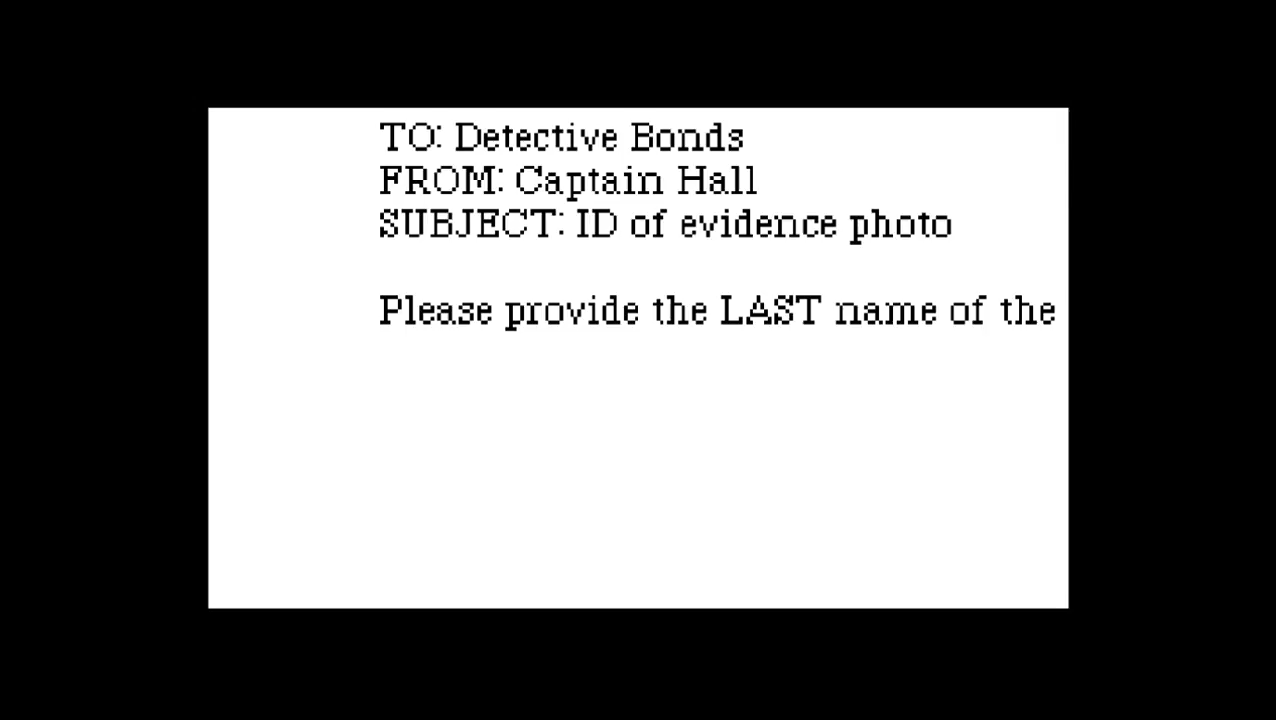 TO: Detective Bonds
FROM: Captain Hall
SUBJECT: ID of evidence photo
Please provide the LAST name of the